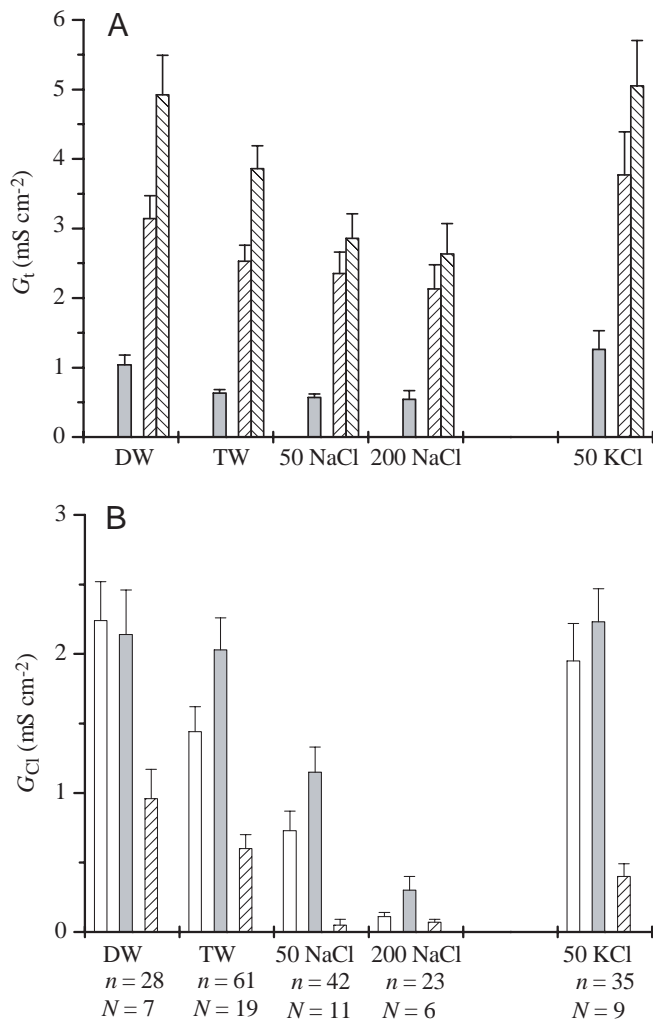 A
6
5
4
3
2
1
0
Gt (mS cm-2)
DW TW 50 NaCl 200 NaCl 50 KCl
B
3
2
1
0
GCl (mS cm-2)
DW TW 50 NaCl 200 NaCl 50 KCl
n = 28 n = 61 n = 42 n = 23 n = 35
N = 7 N = 19 N = 11 N = 6 N = 9